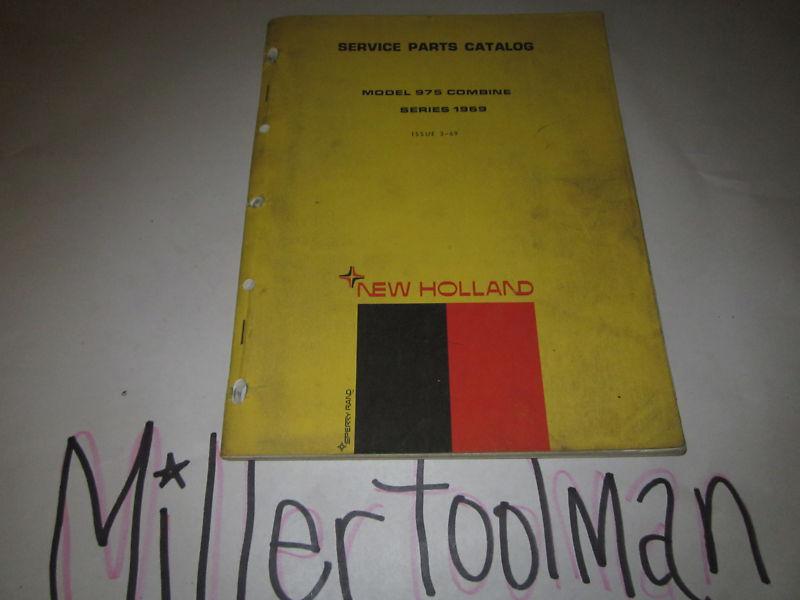 SERVICE PARTS CATALOG
MODEL 975 COMBINE
SERIES 1969
ISSUE 3-69
NEW HOLLAND
SPERRY RAND
Millertoolman